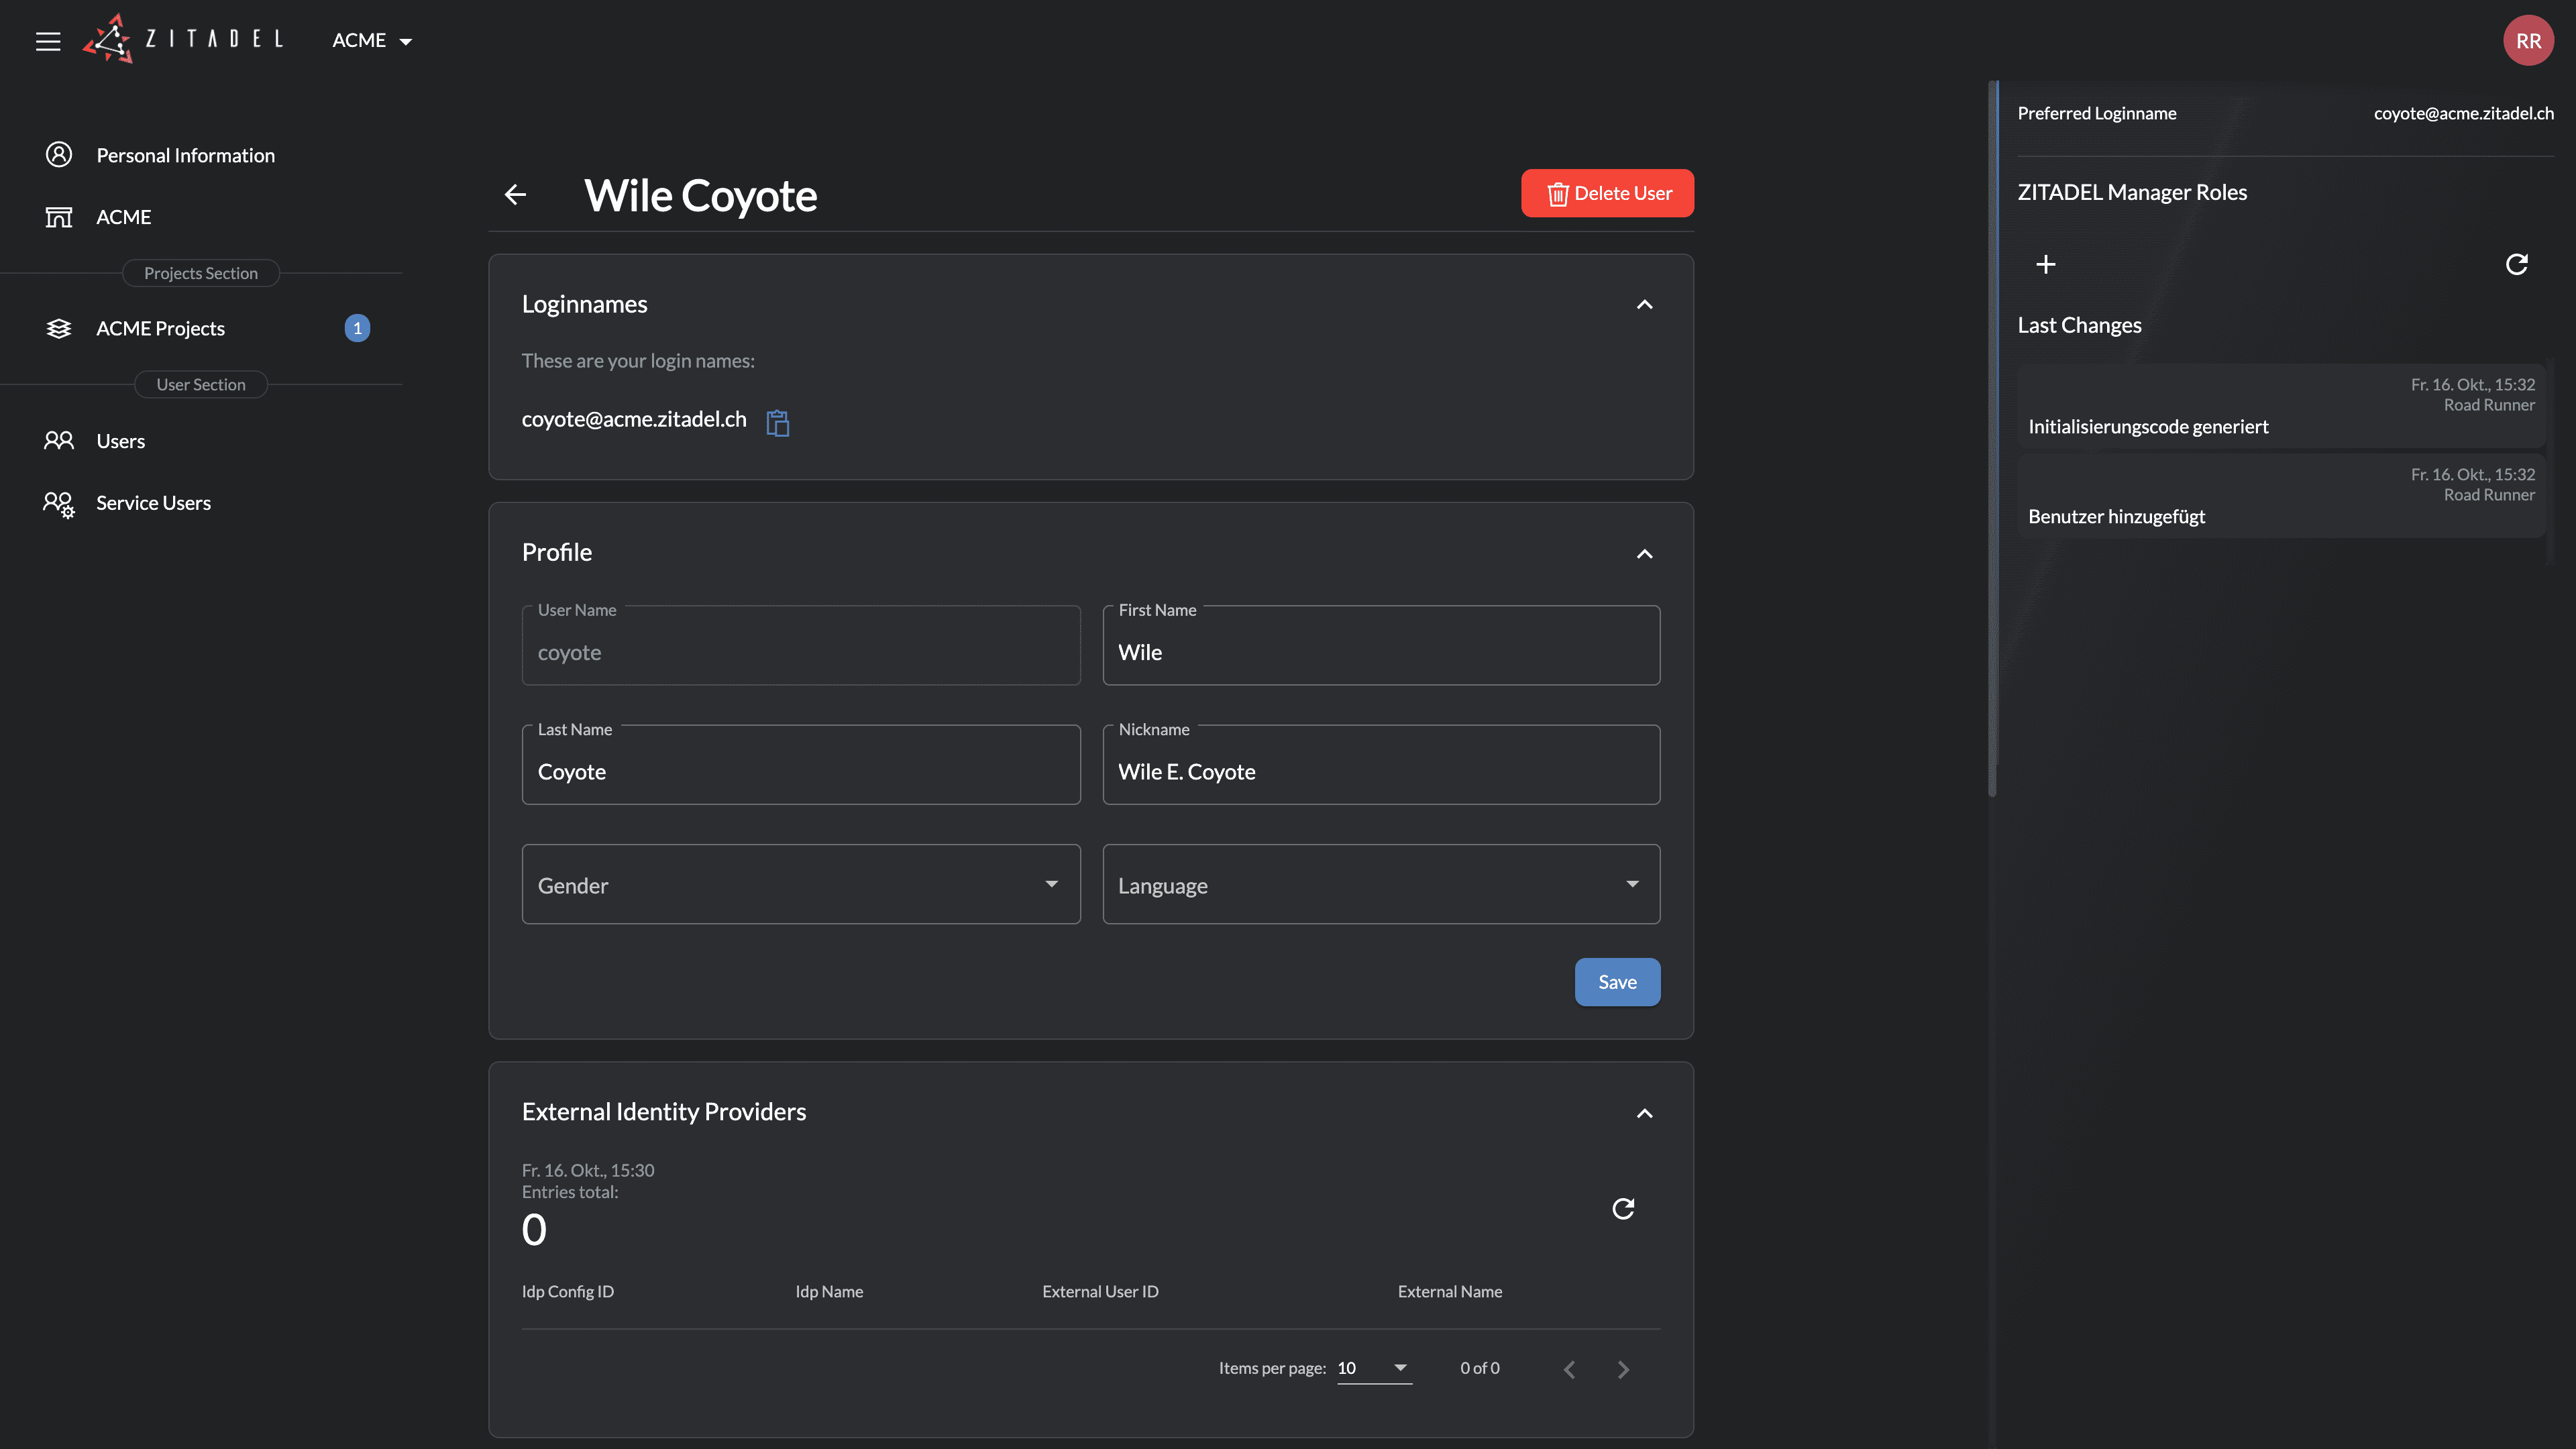 ZITADEL
ACME
RR
Personal Information
ACME
Projects Section
ACME Projects
1
User Section
Users
Service Users
Wile Coyote
Delete User
Loginnames
These are your login names:
coyote@acme.zitadel.ch
Profile
User Name
coyote
First Name
Wile
Last Name
Coyote
Nickname
Wile E. Coyote
Gender
Language
Save
External Identity Providers
Fr. 16. Okt., 15:30
Entries total:
0
Idp Config ID Idp Name External User ID External Name
Items per page: 10 0 of 0
Preferred Loginname coyote@acme.zitadel.ch
ZITADEL Manager Roles
Last Changes
Fr. 16. Okt., 15:32
Road Runner
Initialisierungscode generiert
Fr. 16. Okt., 15:32
Road Runner
Benutzer hinzugefügt